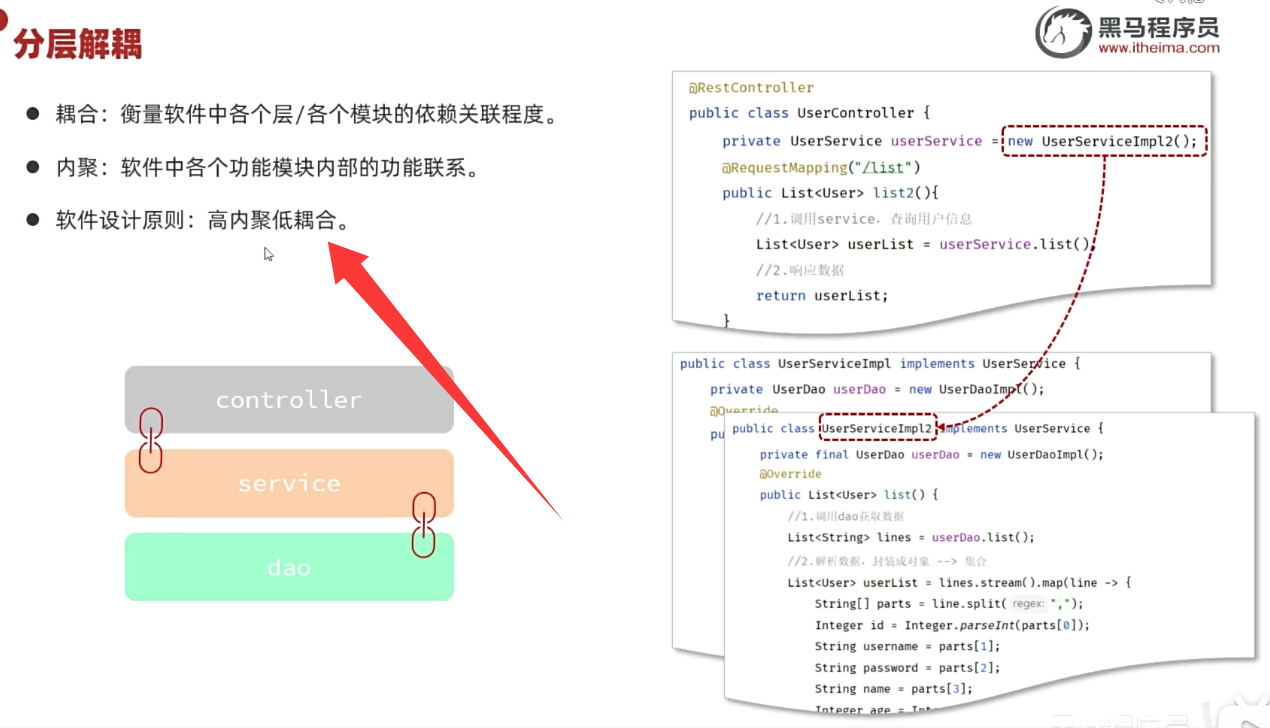 分层解耦
黑马程序员
www.itheima.com
● 耦合：衡量软件中各个层/各个模块的依赖关联程度。
● 内聚：软件中各个功能模块内部的功能联系。
● 软件设计原则：高内聚低耦合。
controller
service
dao
@RestController
public class UserController {
private UserService userService = new UserServiceImpl2();
@RequestMapping("/list")
public List<User> list2(){
//1.调用service，查询用户信息
List<User> userList = userService.list();
//2.响应数据
return userList;
}
public class UserServiceImpl implements UserService {
private UserDao userDao = new UserDaoImpl();
@Override
pu
public class UserServiceImpl2 implements UserService {
private final UserDao userDao = new UserDaoImpl();
@Override
public List<User> list() {
//1.调用dao获取数据
List<String> lines = userDao.list();
//2.解析数据，封装成对象 --> 集合
List<User> userList = lines.stream().map(line -> {
String[] parts = line.split( regex: ",");
Integer id = Integer.parseInt(parts[0]);
String username = parts[1];
String password = parts[2];
String name = parts[3];
Integer age =